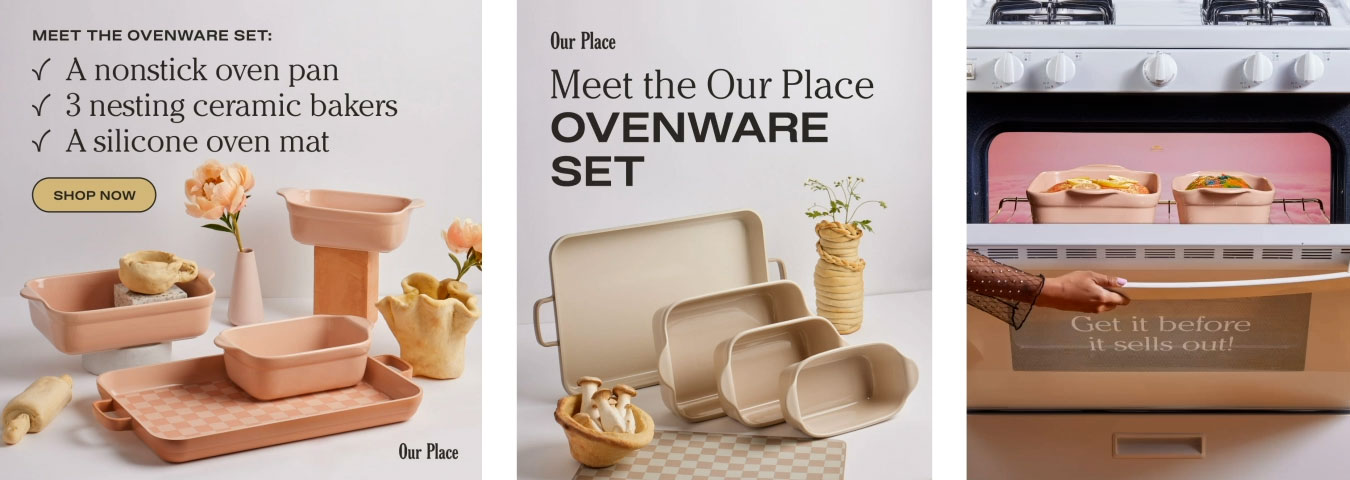 MEET THE OVENWARE SET:
✓ A nonstick oven pan
✓ 3 nesting ceramic bakers
✓ A silicone oven mat
SHOP NOW
Our Place
Our Place
Meet the Our Place
OVENWARE
SET
Get it before
it sells out!